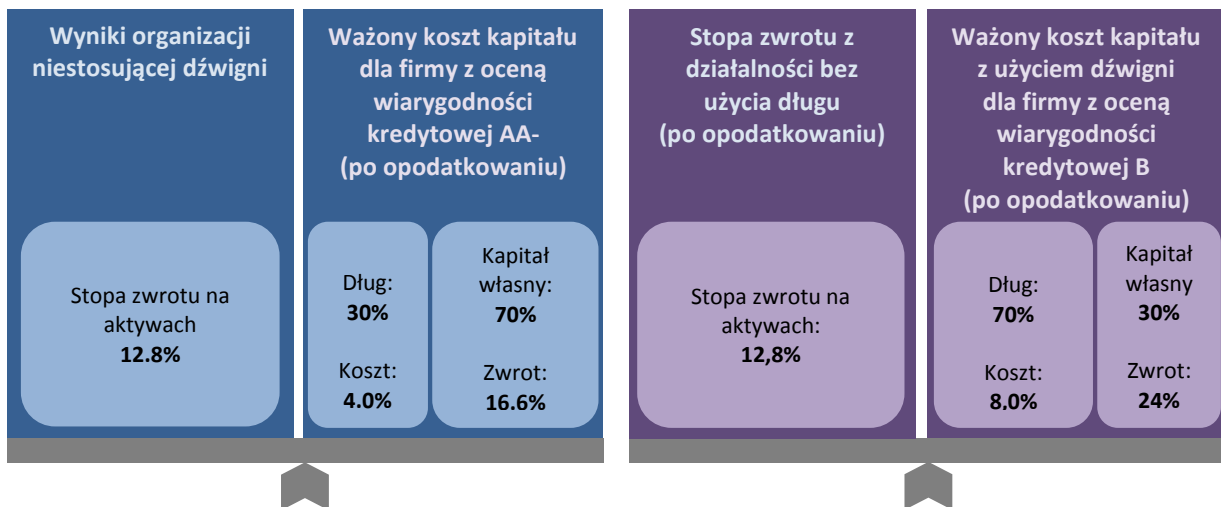 Wyniki organizacji
niestosującej dźwigni
Stopa zwrotu na
aktywach
12.8%
Ważony koszt kapitału
dla firmy z oceną
wiarygodności
kredytowej AA-
(po opodatkowaniu)
Dług:
30%
Koszt:
4.0%
Kapitał
własny:
70%
Zwrot:
16.6%
Stopa zwrotu z
działalności bez
użycia długu
(po opodatkowaniu)
Stopa zwrotu na
aktywach:
12,8%
Ważony koszt kapitału
z użyciem dźwigni
dla firmy z oceną
wiarygodności
kredytowej B
(po opodatkowaniu)
Dług:
70%
Koszt:
8,0%
Kapitał
własny
30%
Zwrot:
24%